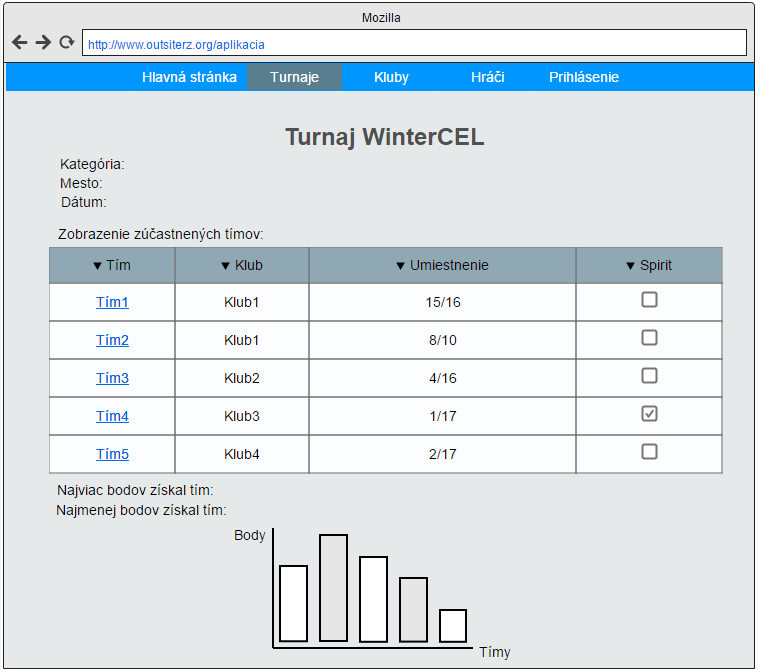 Mozilla
http://www.outsiterz.org/aplikacia
Hlavná stránka Turnaje Kluby Hráči Prihlásenie
Turnaj WinterCEL
Kategória:
Mesto:
Dátum:
Zobrazenie zúčastnených tímov:
▼ Tím ▼ Klub ▼ Umiestnenie ▼ Spirit
Tím1 Klub1 15/16
Tím2 Klub1 8/10
Tím3 Klub2 4/16
Tím4 Klub3 1/17
Tím5 Klub4 2/17
Najviac bodov získal tím:
Najmenej bodov získal tím:
Body
Tímy